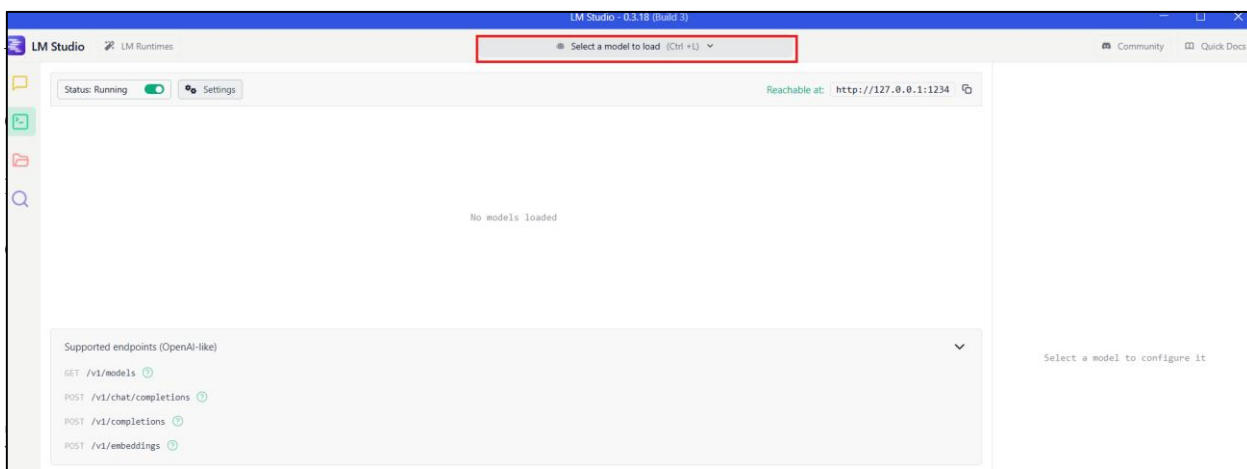 LM Studio - 0.3.18 (Build 3)
LM Studio LM Runtimes Select a model to load (Ctrl +L) Community Quick Docs
Status: Running Settings Reachable at: http://127.0.0.1:1234
No models loaded
Supported endpoints (OpenAI-like)
Select a model to configure it
GET /v1/models
POST /v1/chat/completions
POST /v1/completions
POST /v1/embeddings